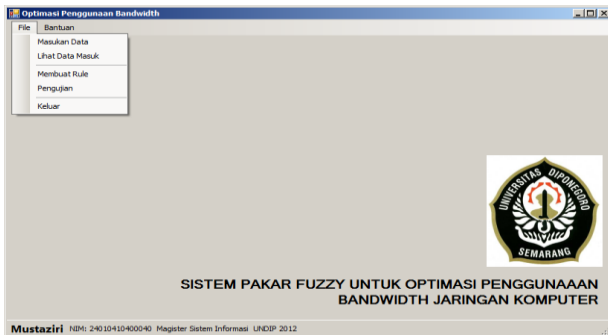 Optimasi Penggunaan Bandwidth
File Bantuan
Masukan Data
Lihat Data Masuk
Membuat Rule
Pengujian
Keluar
UNIVERSITAS DIPONEGORO
SEMARANG
SISTEM PAKAR FUZZY UNTUK OPTIMASI PENGGUNAAAN
BANDWIDTH JARINGAN KOMPUTER
Mustaziri NIM: 24010410400040 Magister Sistem Informasi UNDIP 2012